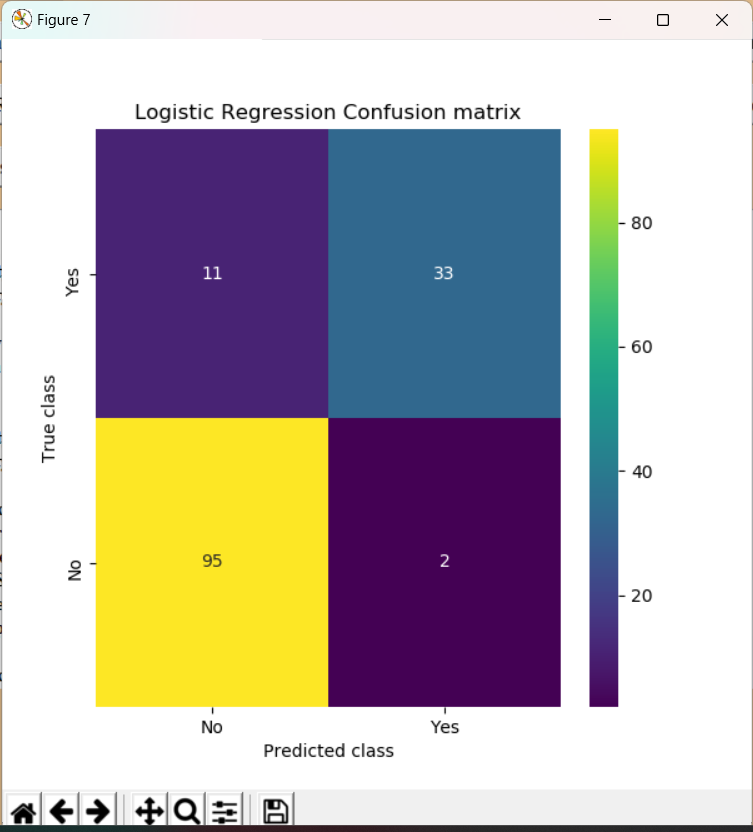 Figure 7
Logistic Regression Confusion matrix
True class
Yes
No
11
33
95
2
80
60
40
20
No
Yes
Predicted class